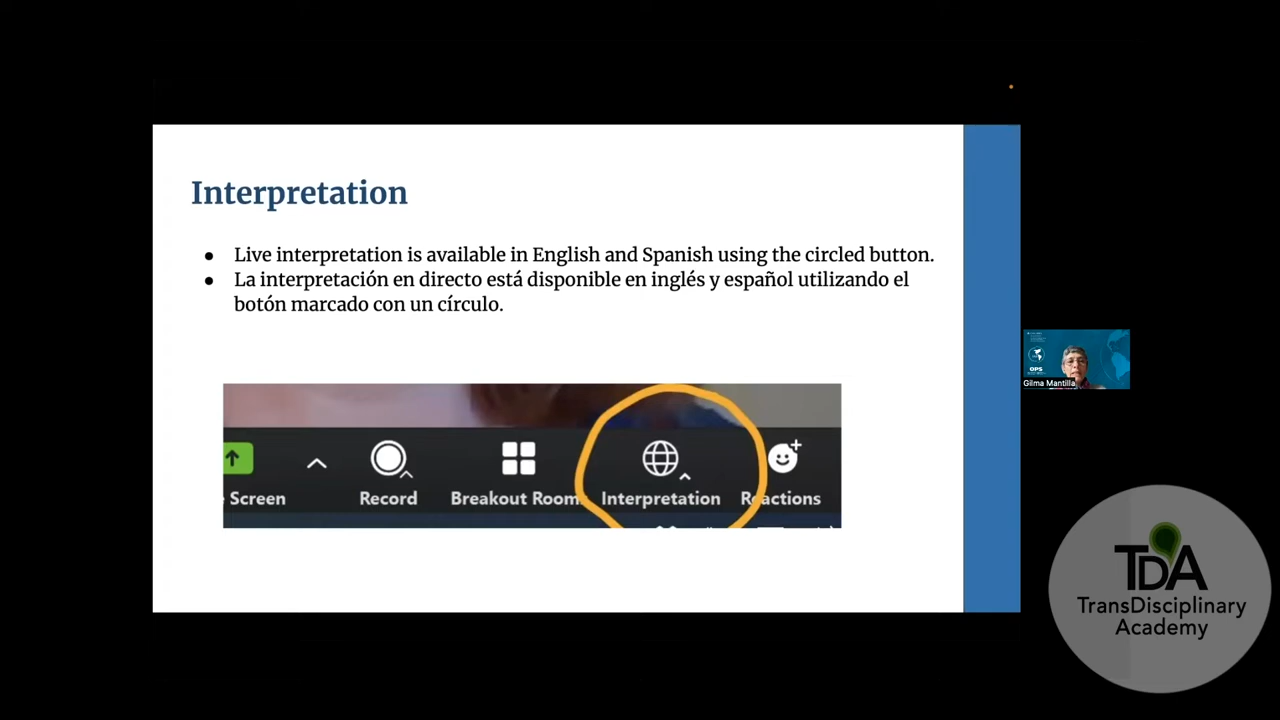 Interpretation
● Live interpretation is available in English and Spanish using the circled button.
● La interpretación en directo está disponible en inglés y español utilizando el
botón marcado con un círculo.
Screen
Record
Breakout Room
Interpretation
Reactions
OPS
Gilma Mantilla
TDA
TransDisciplinary
Academy